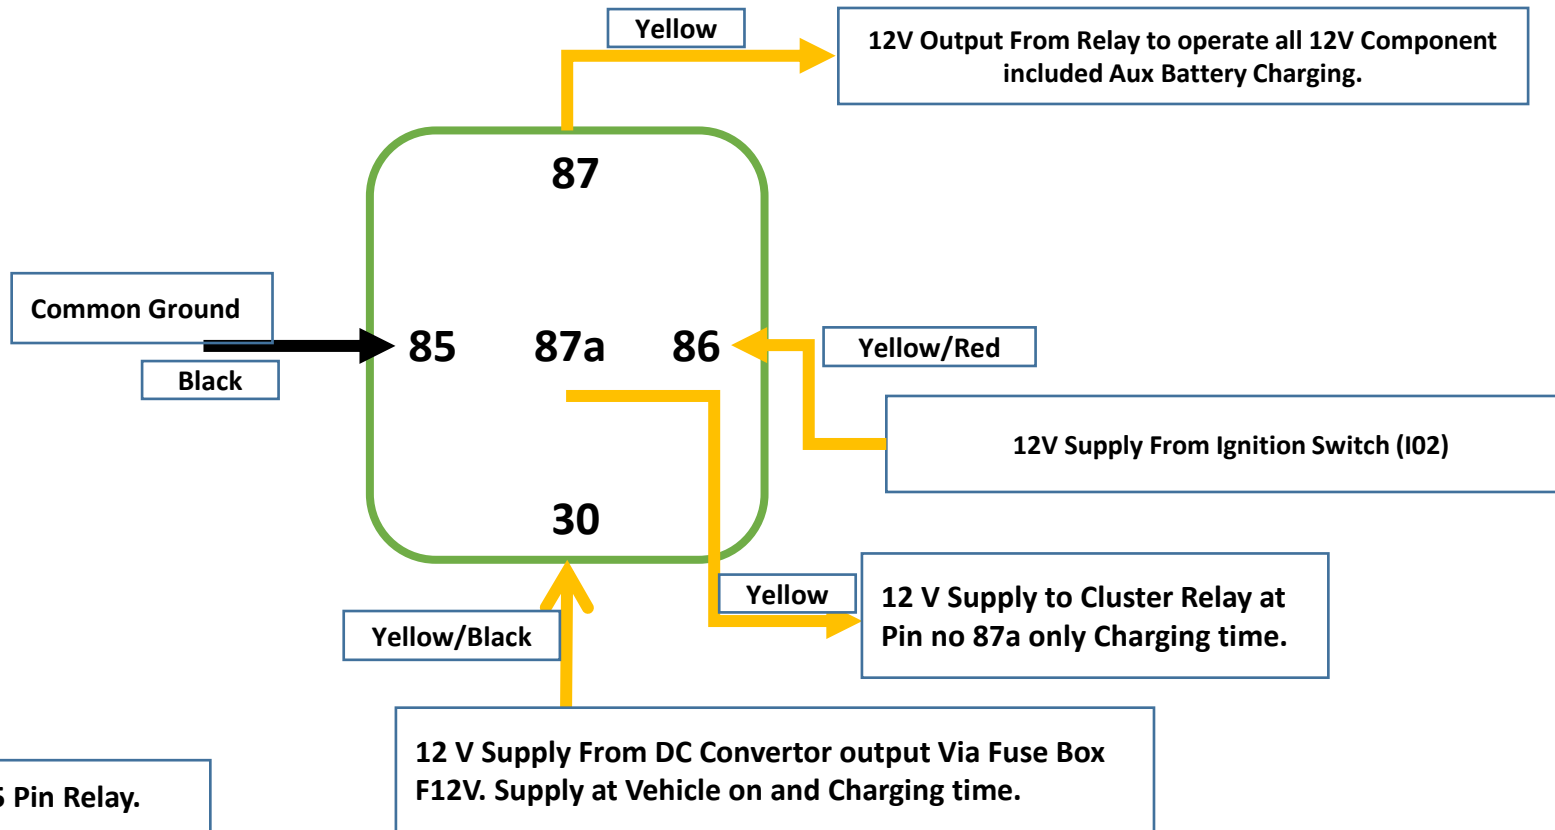 Yellow
12V Output From Relay to operate all 12V Component
included Aux Battery Charging.
87
Common Ground
85
87a
86
Yellow/Red
Black
12V Supply From Ignition Switch (I02)
30
Yellow
12 V Supply to Cluster Relay at
Pin no 87a only Charging time.
Yellow/Black
12 V Supply From DC Convertor output Via Fuse Box
F12V. Supply at Vehicle on and Charging time.
Pin Relay.